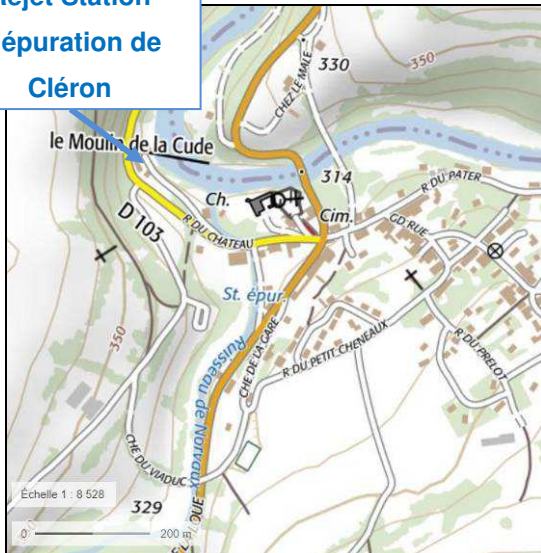 Rejet Station
épuration de
Cléron
330
350
CHEZ LE MALE
le Moulin de la Cude
314
R DU PATER
Ch.
Cim.
GD-RUE
D 103
R DU CHATEAU
St. épur.
350
Ruisseau de Norvaux
CHE DE LA GARE
R DU PETIT CHENEAUX
R DU PRELOT
CHE DU VIADUC
Échelle 1 : 8 528
329
0
200 m